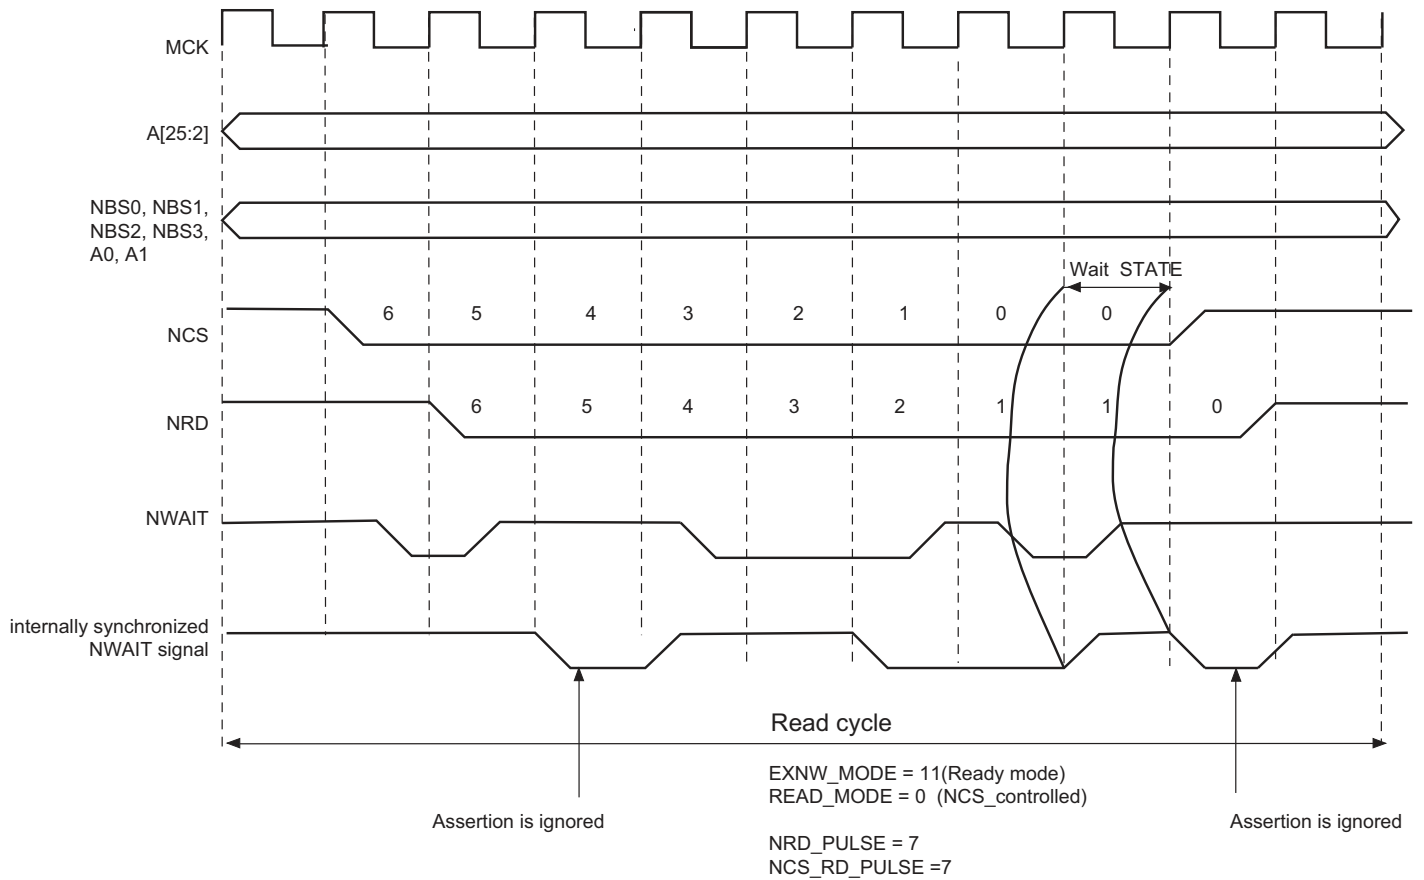 MCK
A[25:2]
NBS0, NBS1,
NBS2, NBS3,
A0, A1
Wait STATE
NCS
6 5 4 3 2 1 0 0
NRD
6 5 4 3 2 1 1 0
NWAIT
internally synchronized
NWAIT signal
Read cycle
EXNW_MODE = 11(Ready mode)
READ_MODE = 0 (NCS_controlled)
Assertion is ignored
Assertion is ignored
NRD_PULSE = 7
NCS_RD_PULSE =7